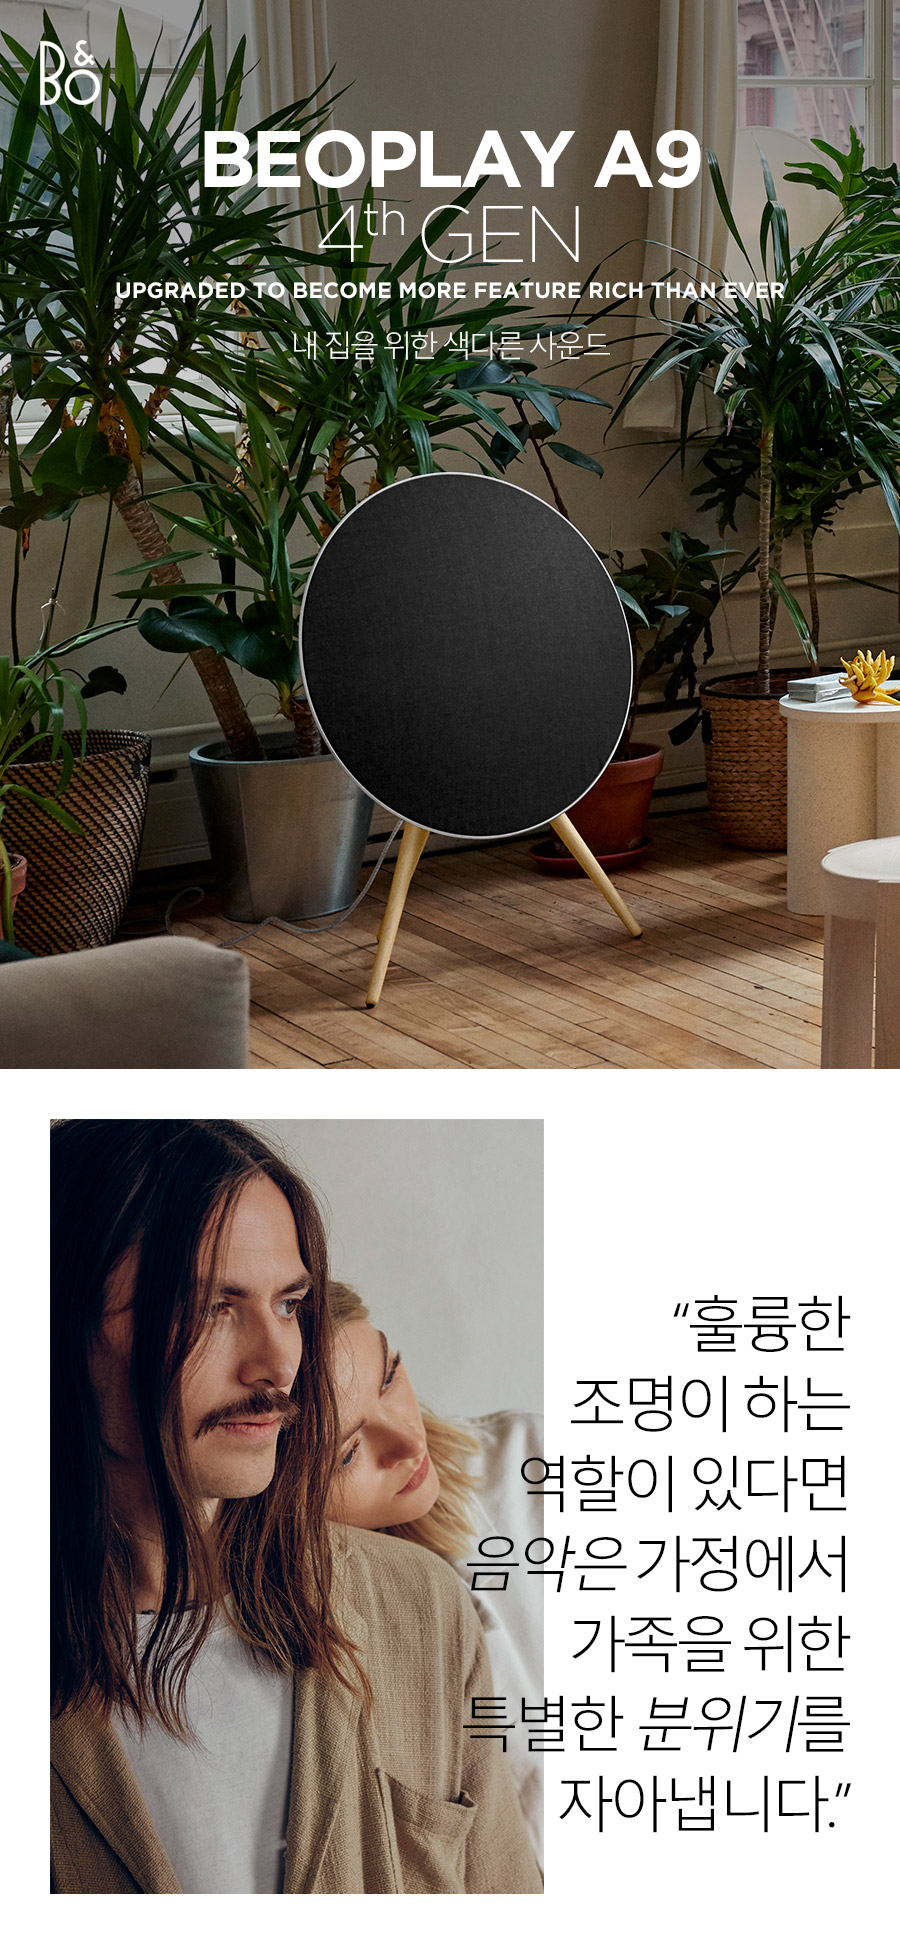 B&O
BEOPLAY A9
4th GEN
UPGRADED TO BECOME MORE FEATURE RICH THAN EVER
내 집을 위한 색다른 사운드
“훌륭한
조명이 하는
역할이 있다면
음악은 가정에서
가족을 위한
특별한 분위기를
자아냅니다.”